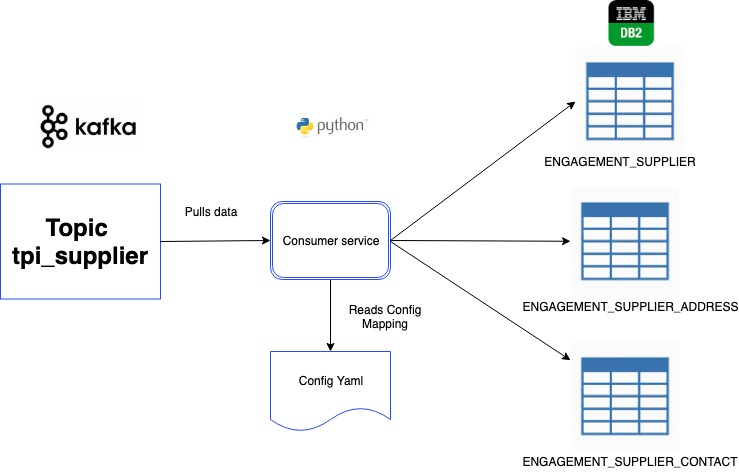 IBM
DB2
kafka
python
ENGAGEMENT_SUPPLIER
Topic
tpi_supplier
Pulls data
Consumer service
ENGAGEMENT_SUPPLIER_ADDRESS
Reads Config
Mapping
Config Yaml
ENGAGEMENT_SUPPLIER_CONTACT